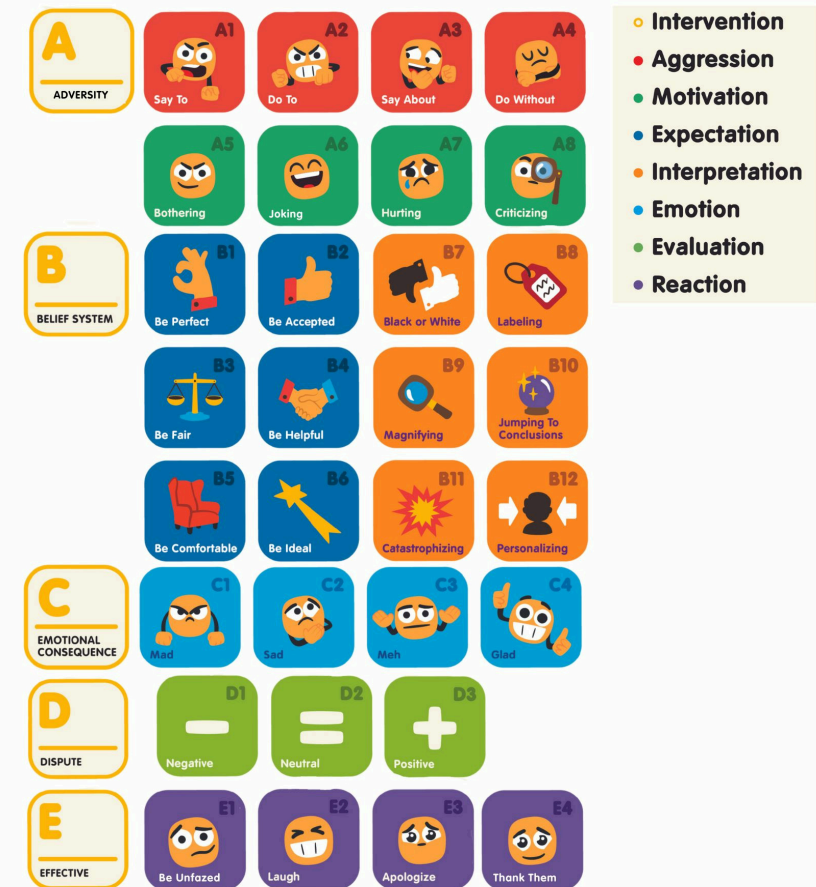 A
ADVERSITY
A1
Say To
A2
Do To
A3
Say About
A4
Do Without
A5
Bothering
A6
Joking
A7
Hurting
A8
Criticizing
B
BELIEF SYSTEM
B1
Be Perfect
B2
Be Accepted
B7
Black or White
B8
Labeling
B3
Be Fair
B4
Be Helpful
B9
Magnifying
B10
Jumping To
Conclusions
B5
Be Comfortable
B6
Be Ideal
B11
Catastrophizing
B12
Personalizing
C
EMOTIONAL
CONSEQUENCE
C1
Mad
C2
Sad
C3
Meh
C4
Glad
D
DISPUTE
D1
Negative
D2
Neutral
D3
Positive
E
EFFECTIVE
E1
Be Unfazed
E2
Laugh
E3
Apologize
E4
Thank Them
Intervention
Aggression
Motivation
Expectation
Interpretation
Emotion
Evaluation
Reaction